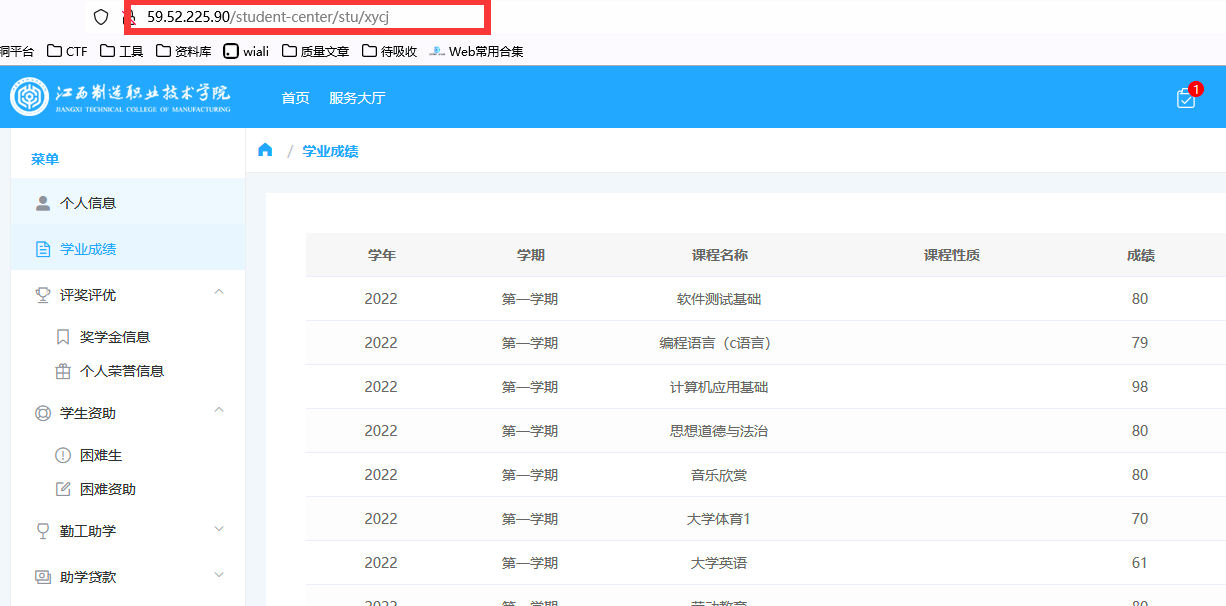 59.52.225.90/student-center/stu/xycj
洞平台 CTF 工具 资料库 wiali 质量文章 待吸收 Web常用合集
江西制造职业技术学院
JIANGXI TECHNICAL COLLEGE OF MANUFACTURING
首页 服务大厅 1
菜单
/ 学业成绩
个人信息
学业成绩
评奖评优
奖学金信息
个人荣誉信息
学生资助
困难生
困难资助
勤工助学
助学贷款
学年 学期 课程名称 课程性质 成绩
2022 第一学期 软件测试基础 80
2022 第一学期 编程语言（c语言） 79
2022 第一学期 计算机应用基础 98
2022 第一学期 思想道德与法治 80
2022 第一学期 音乐欣赏 80
2022 第一学期 大学体育1 70
2022 第一学期 大学英语 61
2022 第一学期 劳动教育 80